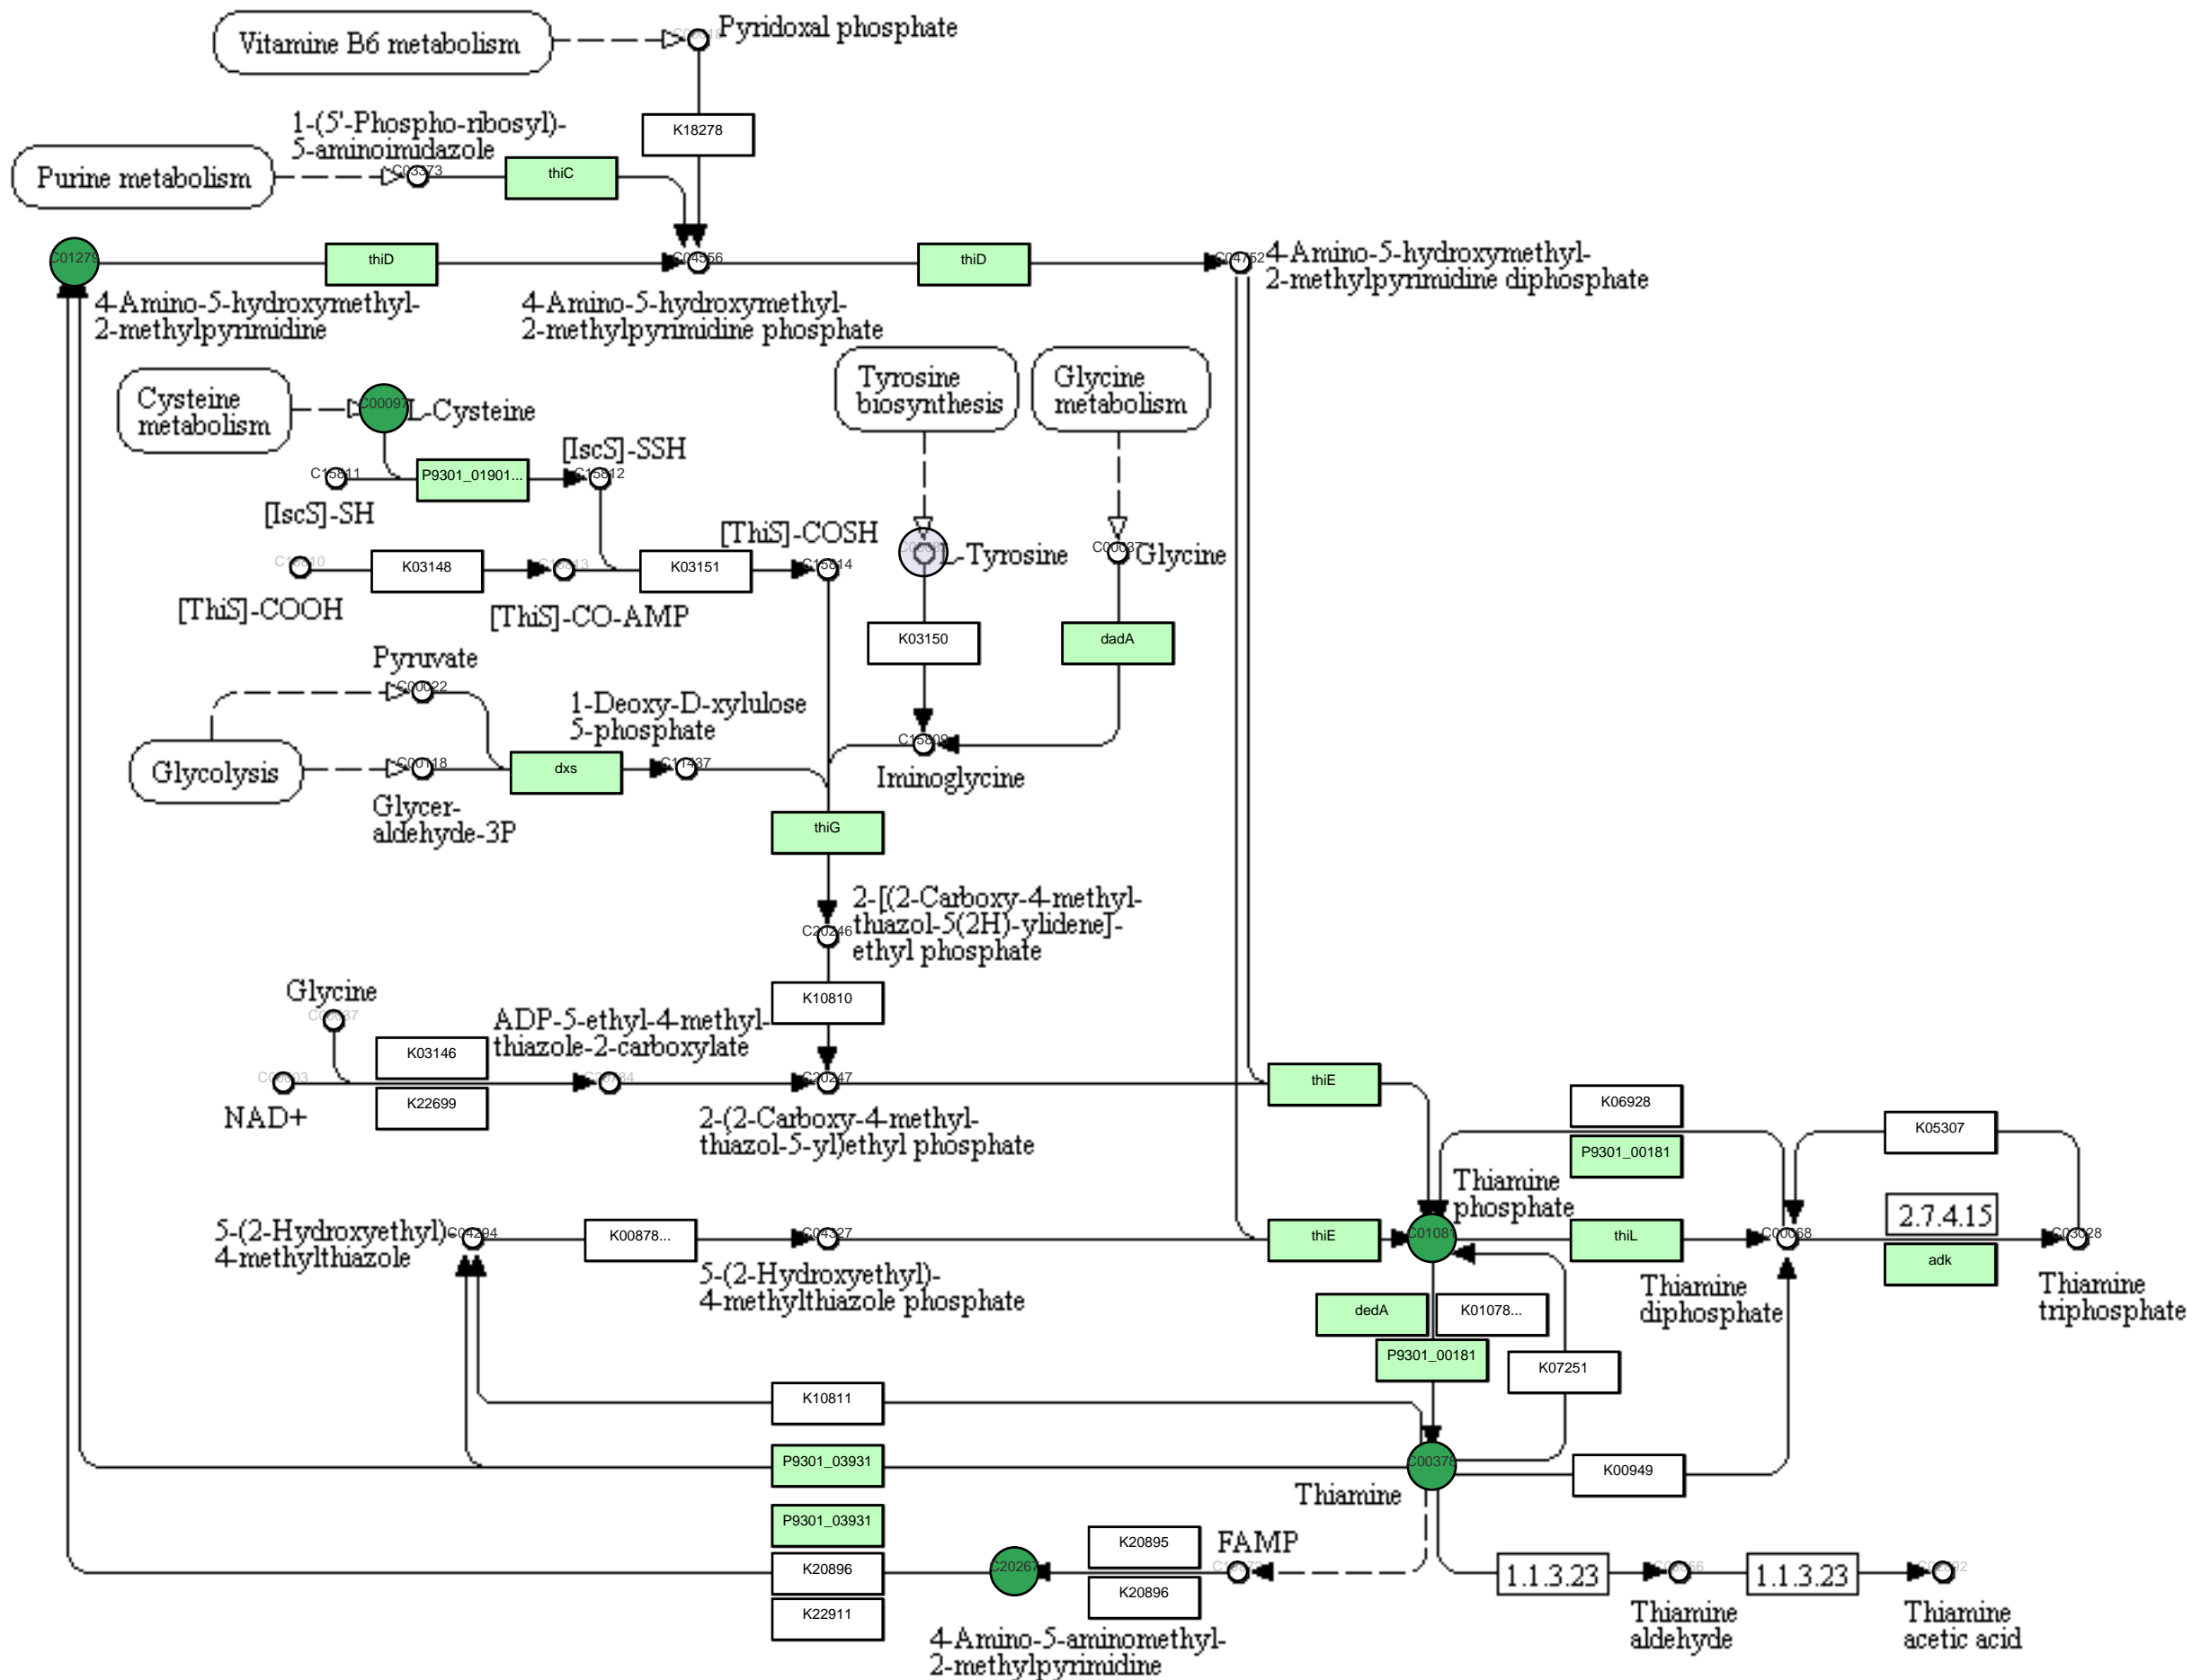 Vitamine B6 metabolism
Pyridoxal phosphate
K18278
1-(5'-Phospho-ribosyl)-
5-aminoimidazole
Purine metabolism
C03373
thiC
C01279
thiD
C04556
thiD
C04752
4-Amino-5-hydroxymethyl-
2-methylpyrimidine diphosphate
4-Amino-5-hydroxymethyl-
2-methylpyrimidine
4-Amino-5-hydroxymethyl-
2-methylpyrimidine phosphate
Cysteine
metabolism
C00097
L-Cysteine
Tyrosine
biosynthesis
Glycine
metabolism
[IscS]-SSH
C15811
P9301_01901...
C15812
[IscS]-SH
[ThiS]-COSH
K03148
K03151
C15814
L-Tyrosine
C00037
Glycine
[ThiS]-COOH
[ThiS]-CO-AMP
K03150
dadA
Pyruvate
C00022
1-Deoxy-D-xylulose
5-phosphate
Glycolysis
C00118
dxs
C11437
C15809
Iminoglycine
Glycer-
aldehyde-3P
thiG
2-[(2-Carboxy-4-methyl-
thiazol-5(2H)-ylidene]-
ethyl phosphate
C20246
Glycine
C00037
K10810
ADP-5-ethyl-4-methyl-
thiazole-2-carboxylate
K03146
C00003
C20247
K22699
NAD+
2-(2-Carboxy-4-methyl-
thiazol-5-yl)ethyl phosphate
thiE
K06928
P9301_00181
K05307
Thiamine
phosphate
5-(2-Hydroxyethyl)-
4-methylthiazole
C04294
K00878...
C04327
5-(2-Hydroxyethyl)-
4-methylthiazole phosphate
thiE
C01081
thiL
C00068
2.7.4.15
adk
C03028
Thiamine
diphosphate
Thiamine
triphosphate
dedA
K01078...
P9301_00181
K07251
K10811
P9301_03931
C00378
K00949
Thiamine
P9301_03931
K20896
K22911
C20267
K20895
K20896
FAMP
4-Amino-5-aminomethyl-
2-methylpyrimidine
1.1.3.23
1.1.3.23
Thiamine
aldehyde
Thiamine
acetic acid